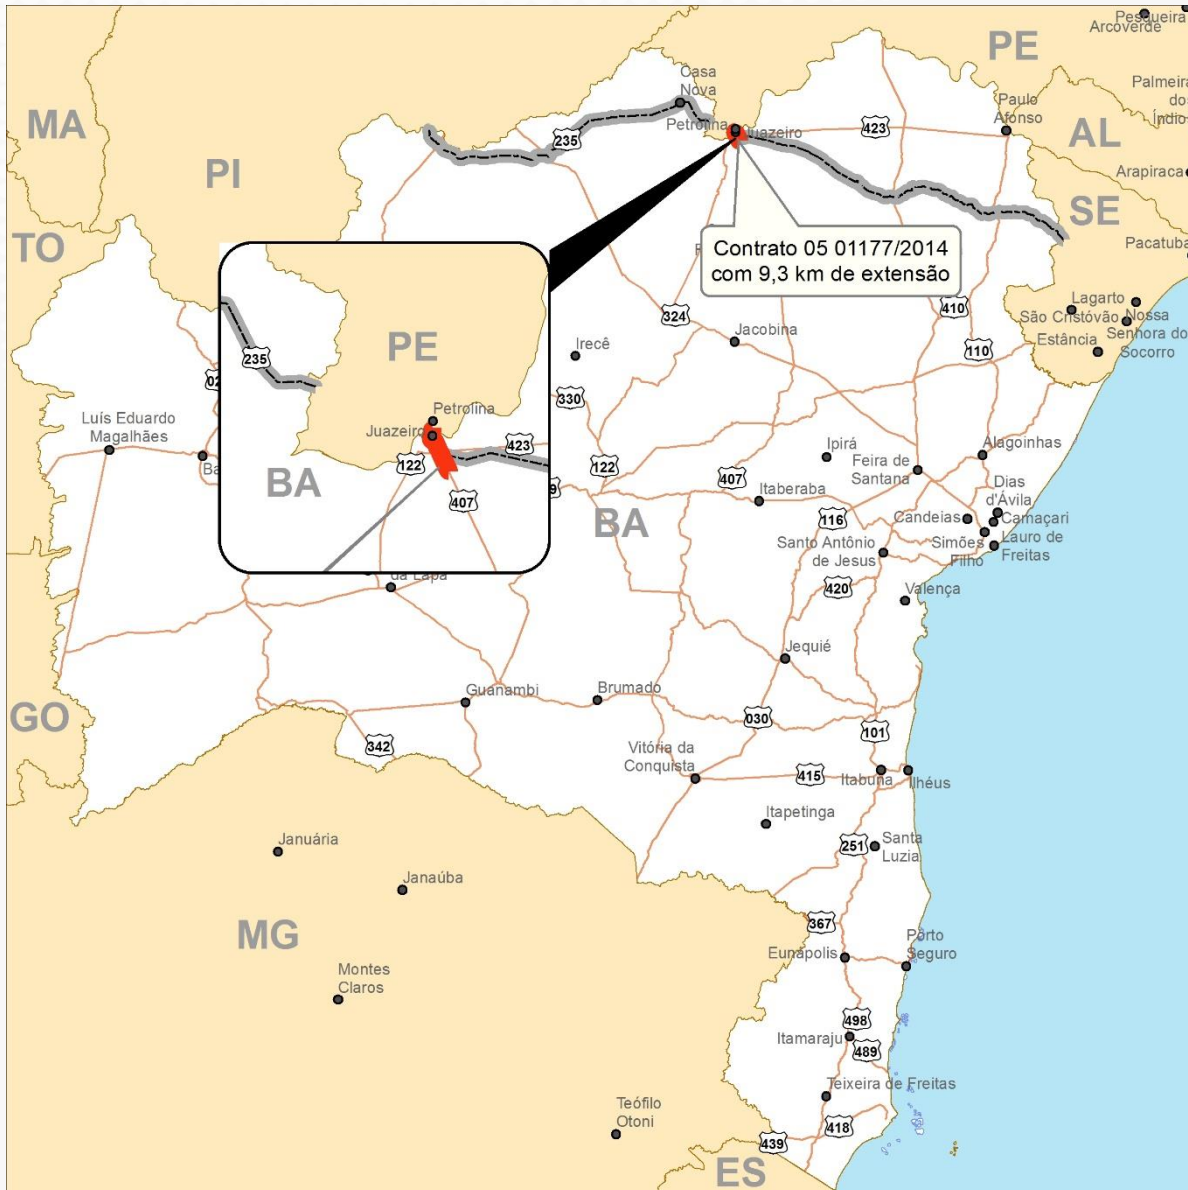 Pesqueira
Arcoverde
PE
Casa
Nova
Palmeira
dos
Índio
Paulo
Afonso
MA
Petrolina
Juazeiro
423
235
AL
PI
Arapiraca
SE
TO
Contrato 05 01177/2014
com 9,3 km de extensão
Pacatuba
Lagarto
São Cristóvão
Nossa
Senhora do
Socorro
Estância
410
324
Jacobina
110
Irecê
PE
235
330
Petrolina
Juazeiro
423
122
407
BA
Luís Eduardo
Magalhães
Ba
Ipirá
Alagoinhas
Feira de
Santana
122
407
Itaberaba
Dias
d'Ávila
Camaçari
Candeias
116
BA
Simões
Filho
Lauro de
Freitas
Santo Antônio
de Jesus
da Lapa
420
Valença
Jequié
Guanambi
Brumado
GO
030
101
342
Vitória da
Conquista
415
Itabuna
Ilhéus
Itapetinga
Januária
251
Santa
Luzia
Janaúba
MG
367
Eunápolis
Pôrto
Seguro
Montes
Claros
498
Itamaraju
489
Teixeira de Freitas
Teófilo
Otoni
418
439
ES